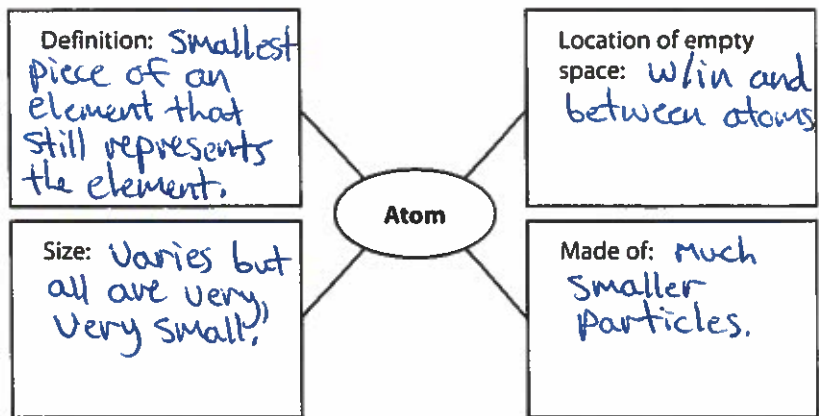 Definition: Smallest
piece of an
element that
still represents
the element.
Location of empty
space: w/in and
between atoms
Atom
Size: Varies but
all are very,
very small!
Made of: Much
smaller
particles.